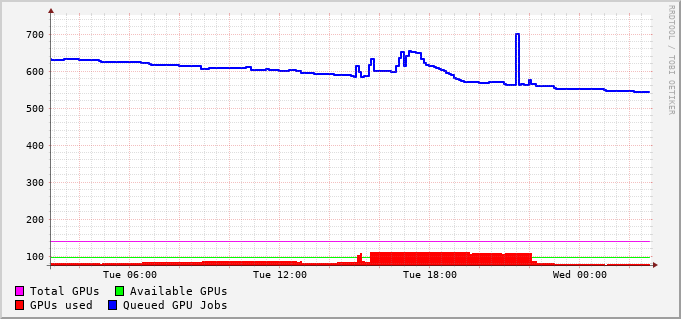 RRDTOOL / TOBI OETIKER
700
600
500
400
300
200
100
Tue 06:00 Tue 12:00 Tue 18:00 Wed 00:00
Total GPUs Available GPUs
GPUs used Queued GPU Jobs